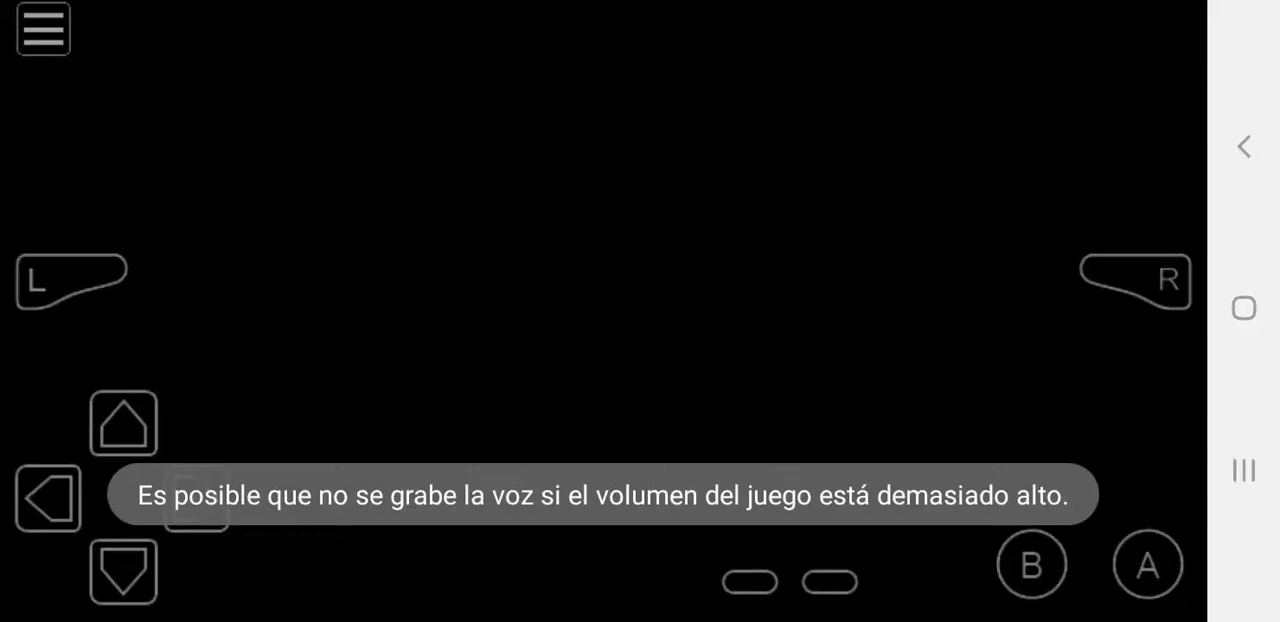 L
R
Es posible que no se grabe la voz si el volumen del juego está demasiado alto.
B
A